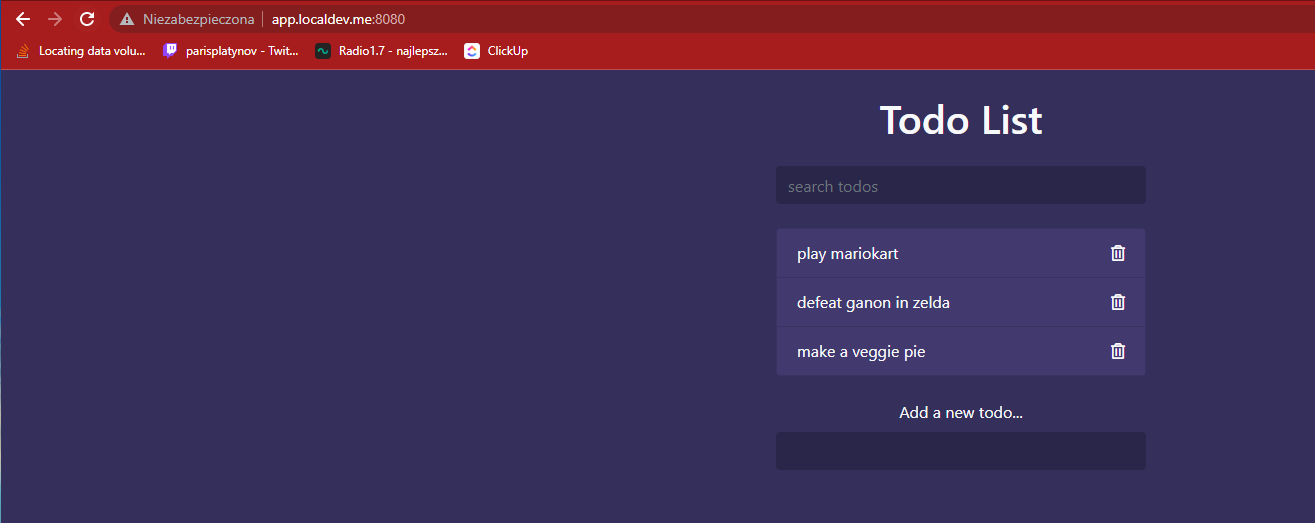 Niezabezpieczona | app.localdev.me:8080
Locating data volu... parisplatynov - Twit... Radio1.7 - najlepsz... ClickUp
Todo List
search todos
play mariokart
defeat ganon in zelda
make a veggie pie
Add a new todo...